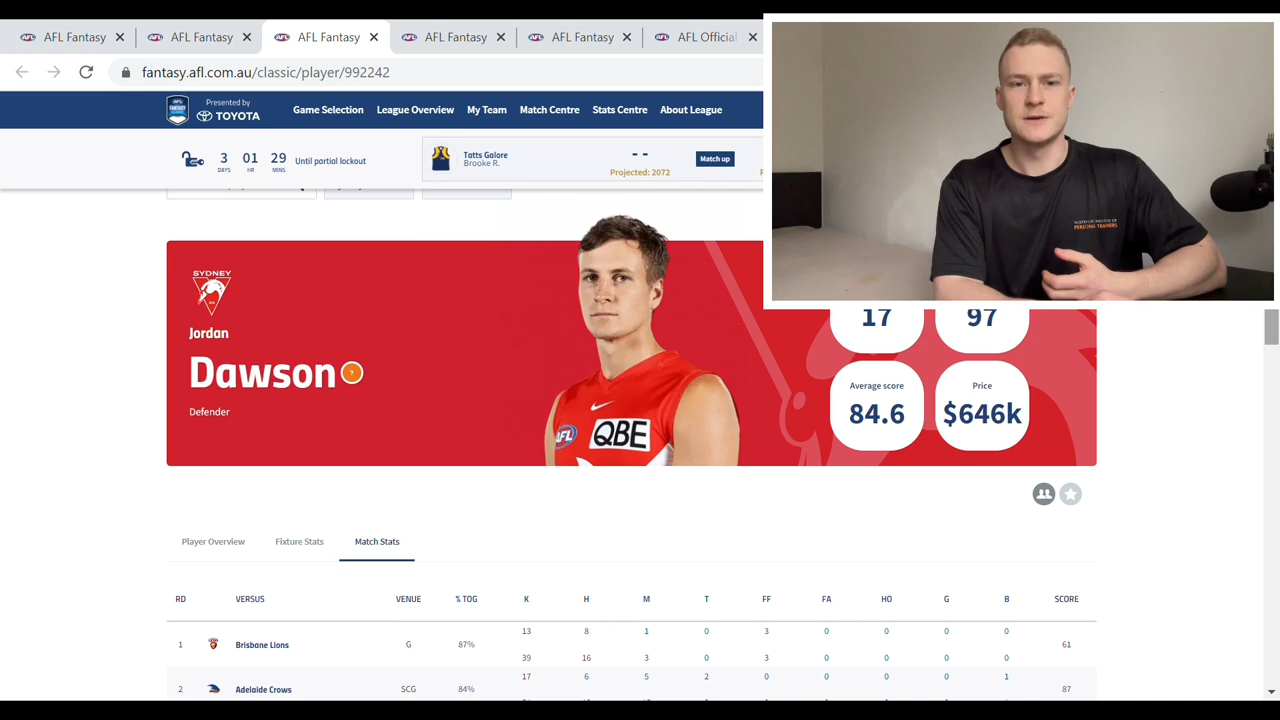 AFL Fantasy
AFL Fantasy
AFL Fantasy
AFL Fantasy
AFL Fantasy
AFL Official
fantasy.afl.com.au/classic/player/992242
AFL FANTASY
Presented by
TOYOTA
Game Selection
League Overview
My Team
Match Centre
Stats Centre
About League
3 01 29
DAYS HR MINS
Until partial lockout
Tatts Galore
Brooke R.
- -
Projected: 2072
Match up
PERSONAL TRAINERS
SYDNEY
Jordan
Dawson ?
Defender
AFL
QBE
17
97
Average score
84.6
Price
$646k
Player Overview Fixture Stats Match Stats
RD VERSUS VENUE % TOG K H M T FF FA HO G B SCORE
13 8 1 0 3 0 0 0 0
1 Brisbane Lions G 87% 61
39 16 3 0 3 0 0 0 0
17 6 5 2 0 0 0 0 1
2 Adelaide Crows SCG 84% 87